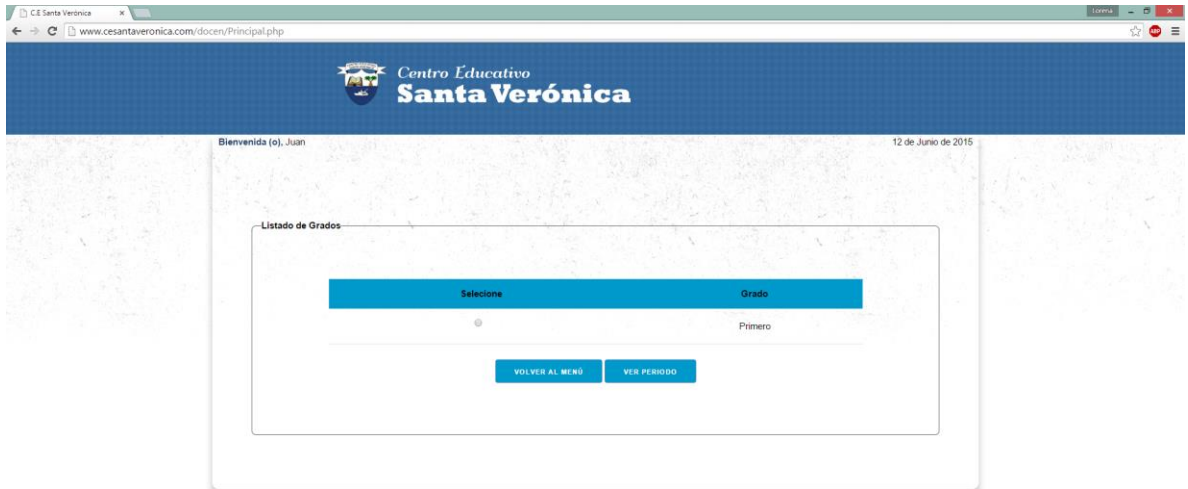 C.E Santa Verónica
Lorena
www.cesantaveronica.com/docen/Principal.php
ABP
Centro Educativo
Santa Verónica
Bienvenida (o), Juan
12 de Junio de 2015
Listado de Grados
Selecione
Grado
Primero
VOLVER AL MENÚ
VER PERIODO